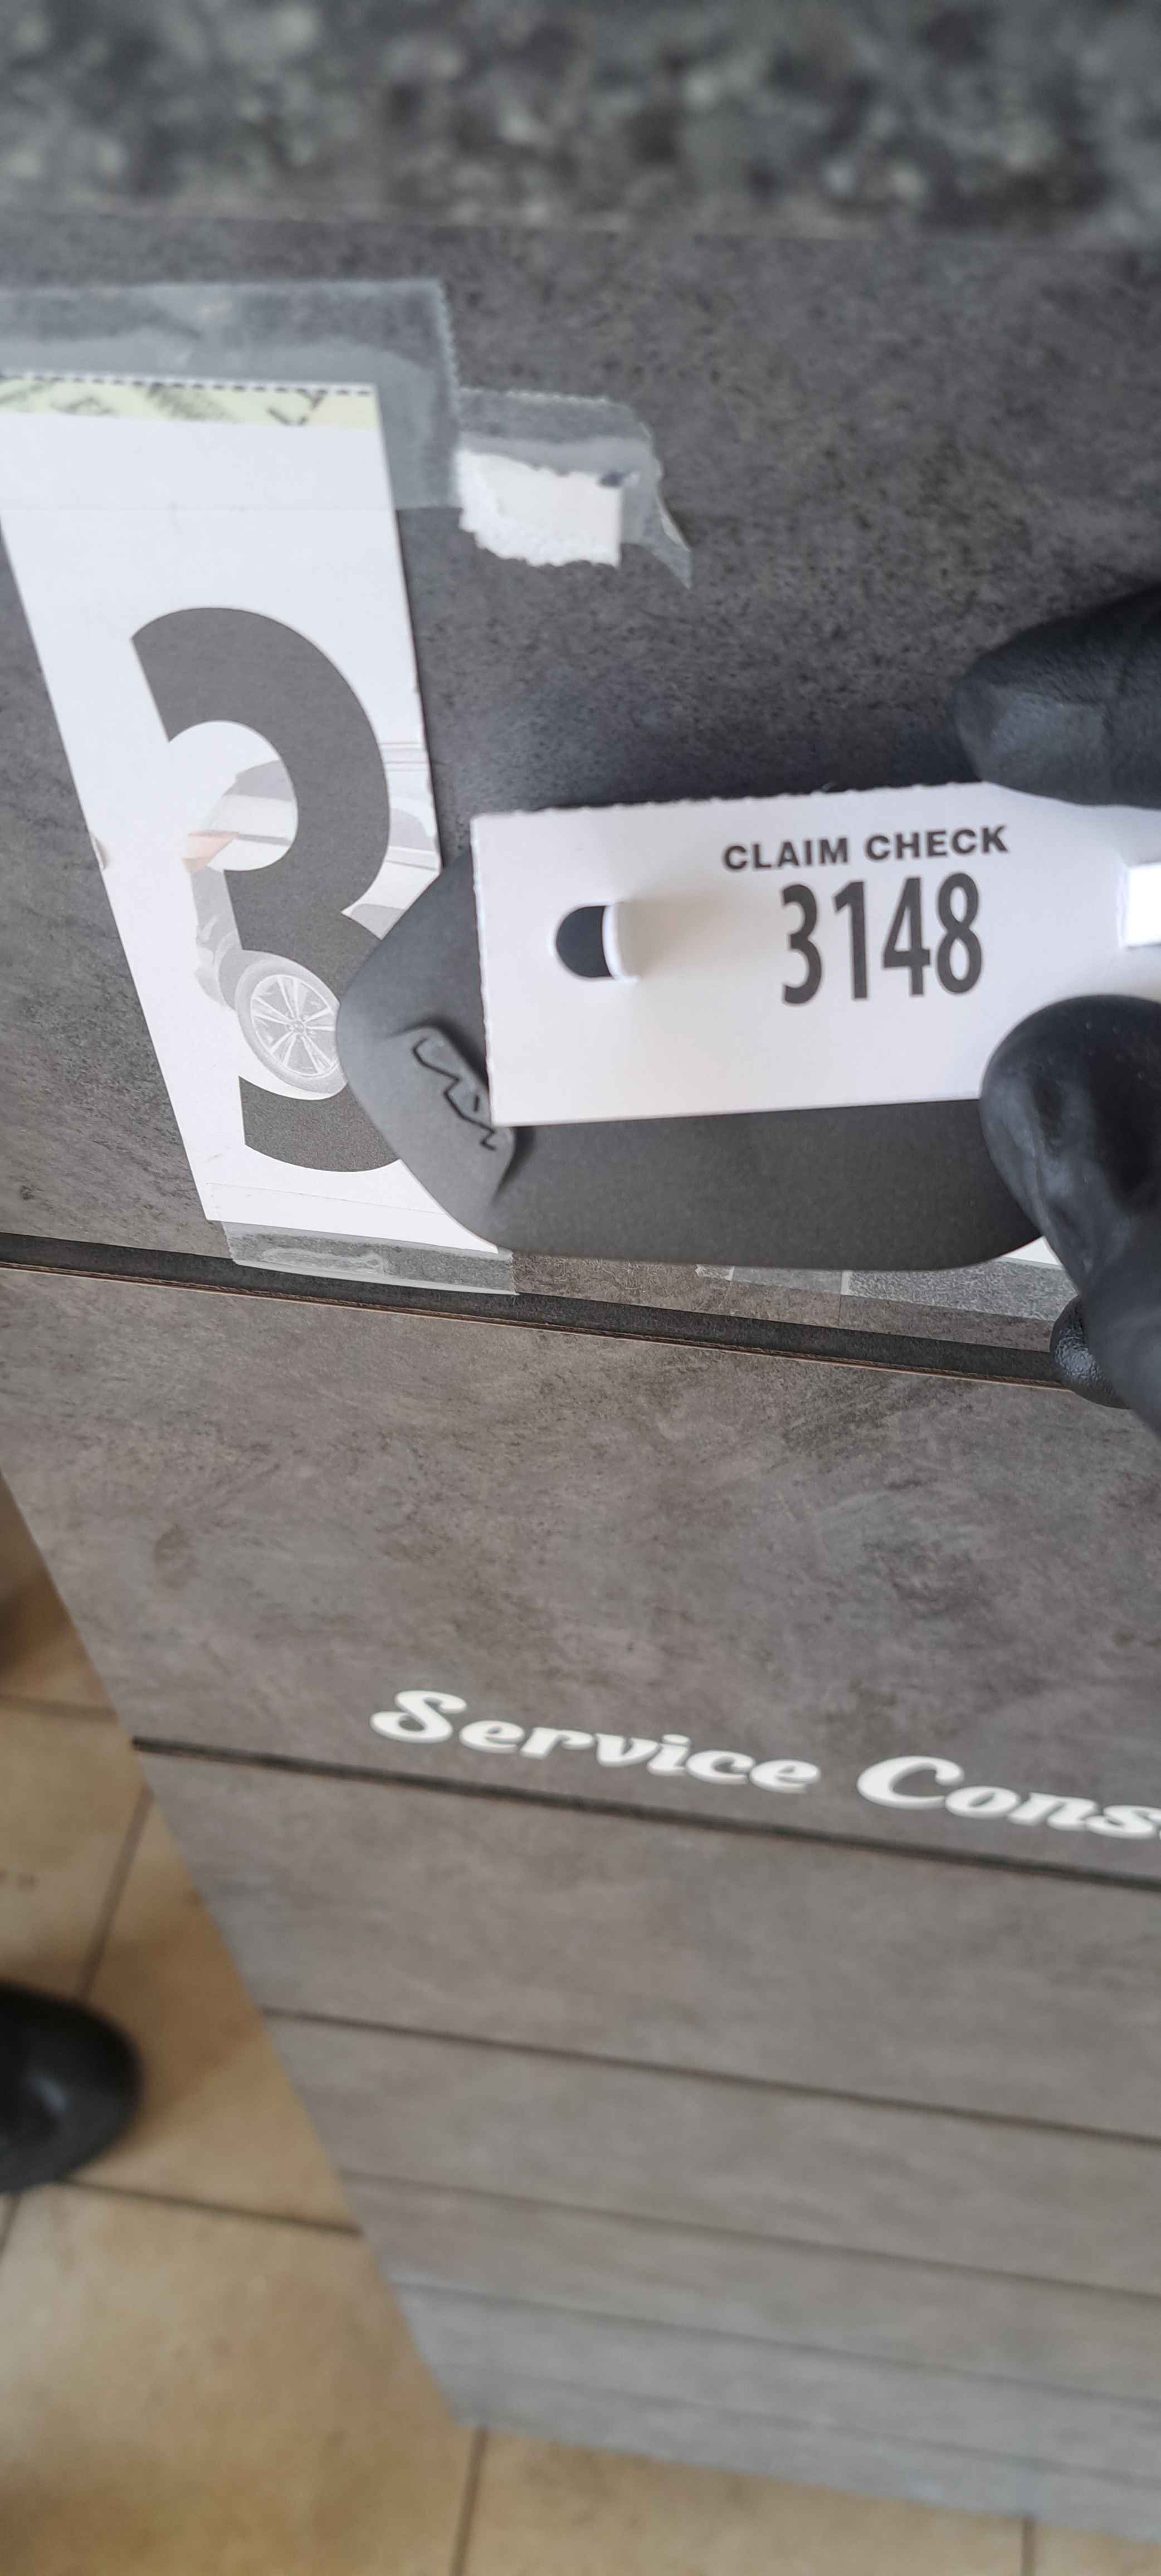 3
CLAIM CHECK
3148
Service Cons